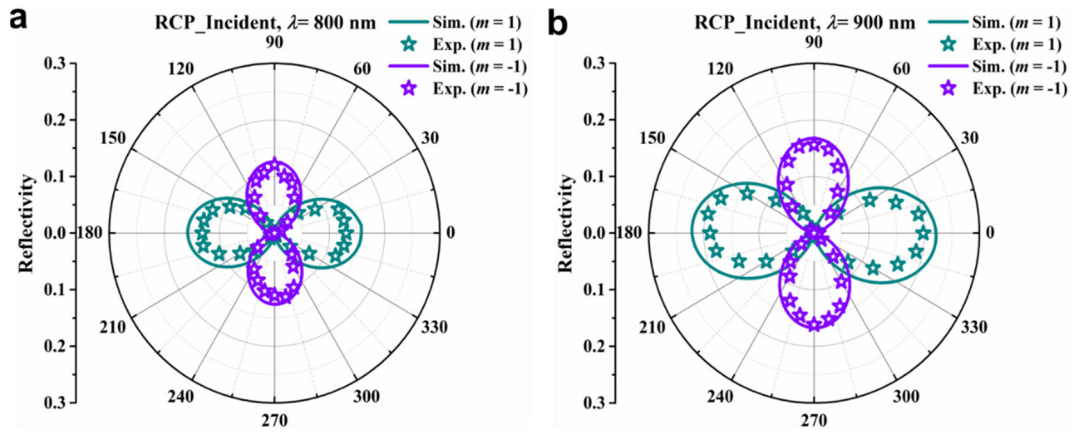 a
RCP_Incident, λ= 800 nm
Sim. (m = 1)
Exp. (m = 1)
Sim. (m = -1)
Exp. (m = -1)
Reflectivity
0.3
0.2
0.1
0.0
0.1
0.2
0.3
90
60
30
0
330
300
270
240
210
180
150
120
b
RCP_Incident, λ= 900 nm
Sim. (m = 1)
Exp. (m = 1)
Sim. (m = -1)
Exp. (m = -1)
Reflectivity
0.3
0.2
0.1
0.0
0.1
0.2
0.3
90
60
30
0
330
300
270
240
210
180
150
120